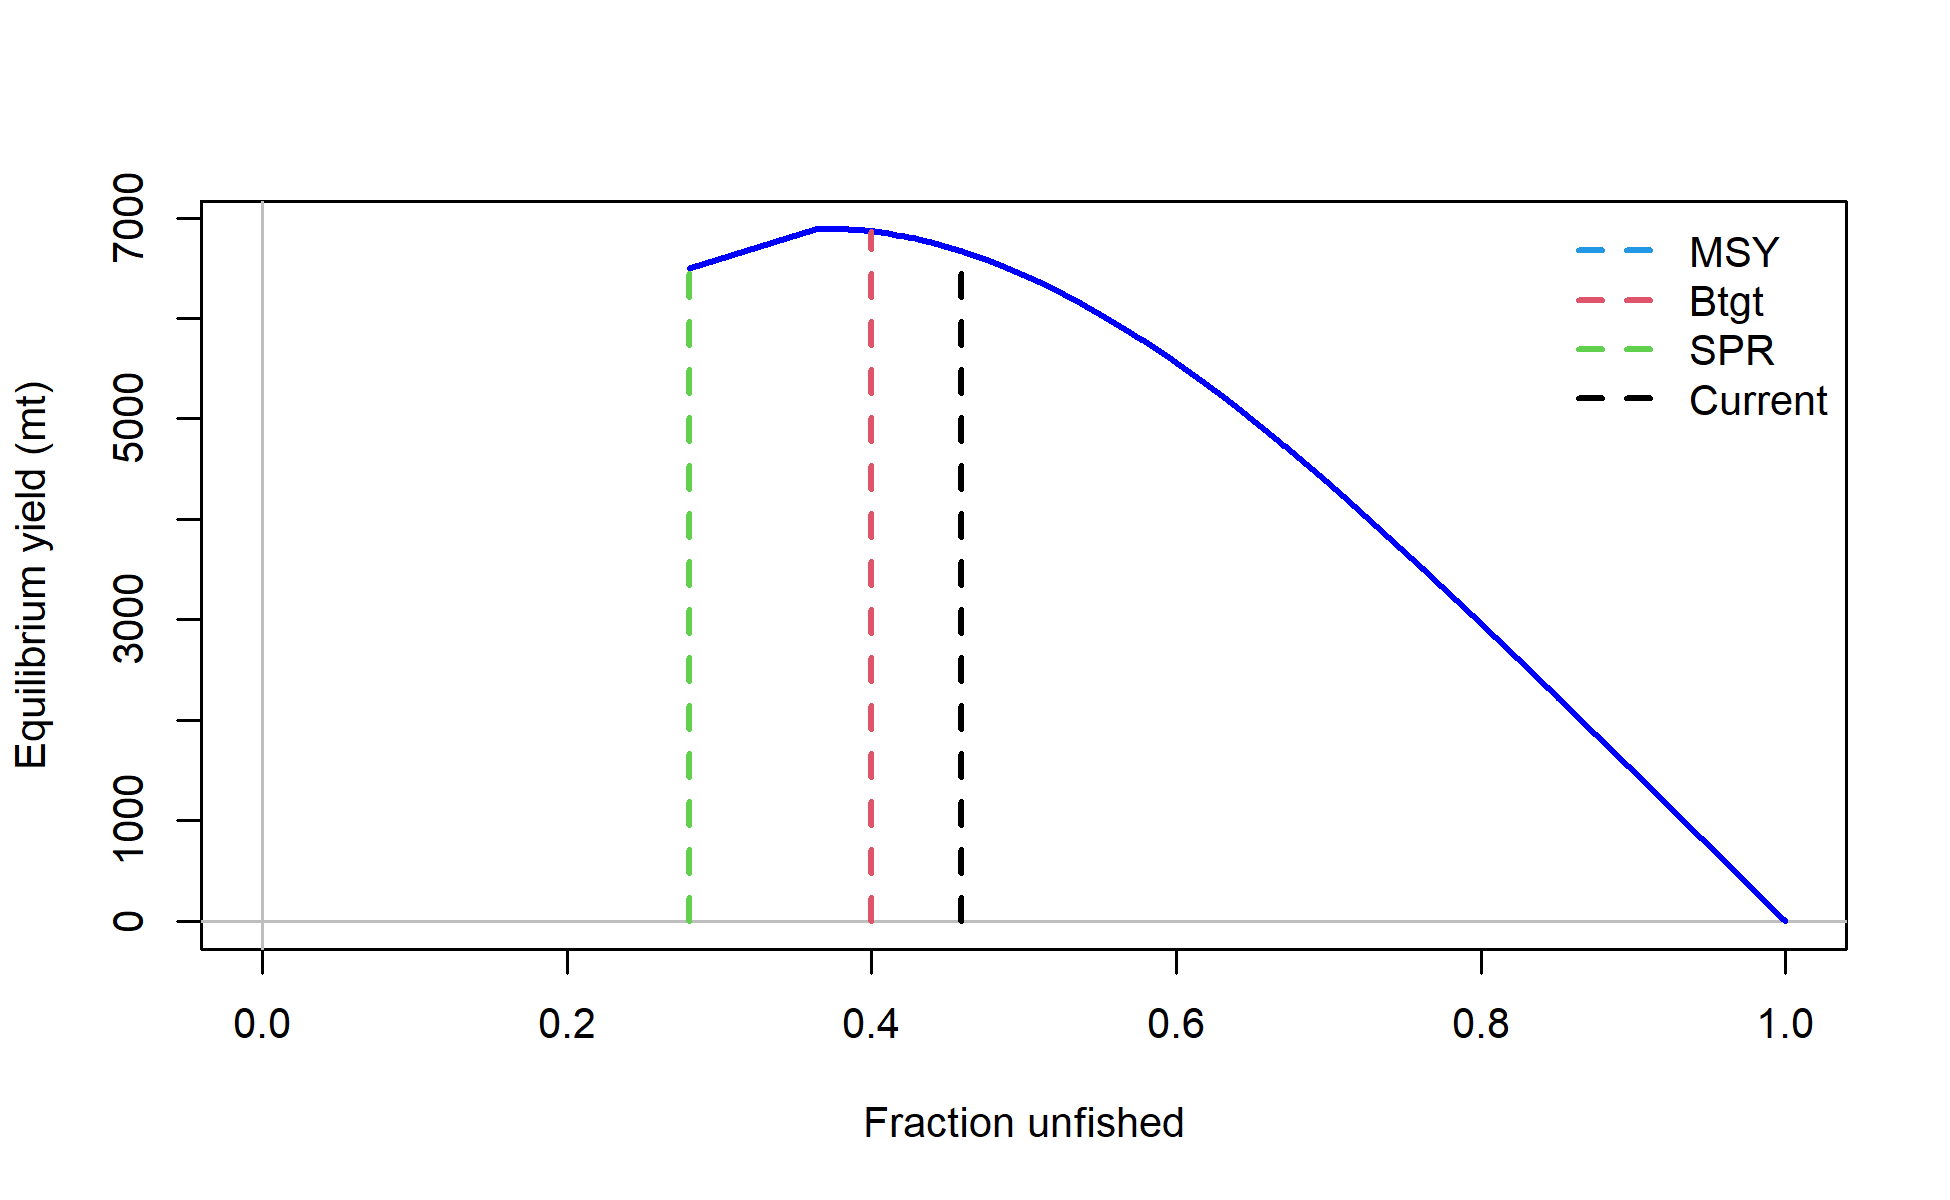 Equilibrium yield (mt)
7000
5000
3000
1000
0
MSY
Btgt
SPR
Current
0.0 0.2 0.4 0.6 0.8 1.0
Fraction unfished